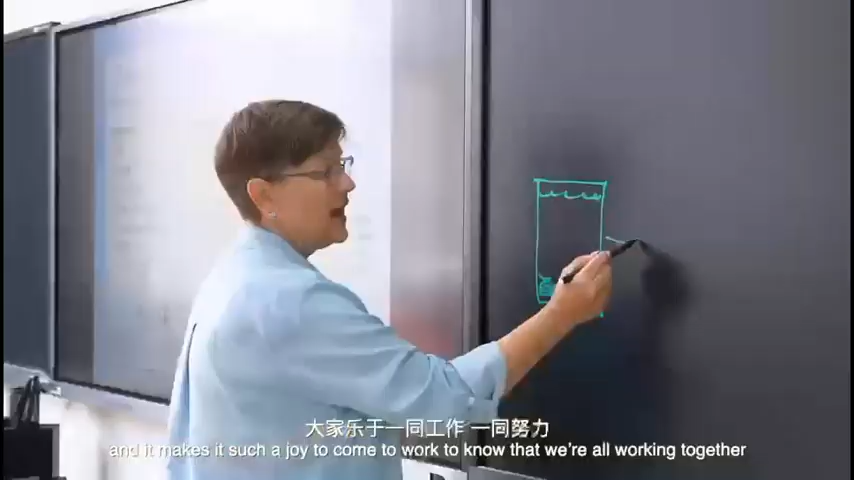 大家乐于一同工作 一同努力
and it makes it such a joy to come to work to know that we're all working together